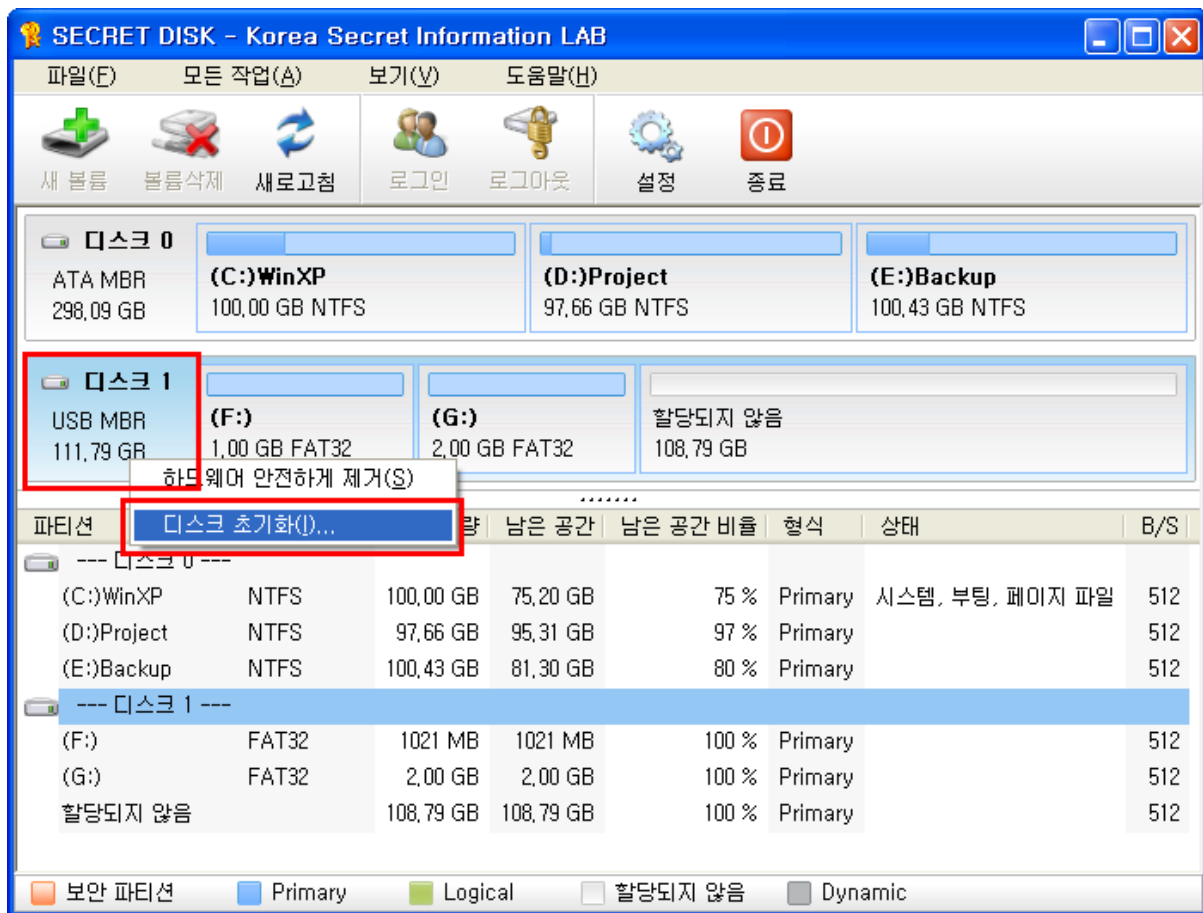 SECRET DISK - Korea Secret Information LAB
파일(F) 모든 작업(A) 보기(V) 도움말(H)
새 볼륨 볼륨삭제 새로고침 로그인 로그아웃 설정 종료
디스크 0
ATA MBR
298,09 GB
(C:)WinXP
100,00 GB NTFS
(D:)Project
97,66 GB NTFS
(E:)Backup
100,43 GB NTFS
디스크 1
USB MBR
111,79 GB
(F:)
1,00 GB FAT32
(G:)
2,00 GB FAT32
할당되지 않음
108,79 GB
하드웨어 안전하게 제거(S)
디스크 초기화(I)...
파티션 량 남은 공간 남은 공간 비율 형식 상태 B/S
--- 디스크 0 ---
(C:)WinXP NTFS 100,00 GB 75,20 GB 75 % Primary 시스템, 부팅, 페이지 파일 512
(D:)Project NTFS 97,66 GB 95,31 GB 97 % Primary 512
(E:)Backup NTFS 100,43 GB 81,30 GB 80 % Primary 512
--- 디스크 1 ---
(F:) FAT32 1021 MB 1021 MB 100 % Primary 512
(G:) FAT32 2,00 GB 2,00 GB 100 % Primary 512
할당되지 않음 108,79 GB 108,79 GB 100 % Primary 512
보안 파티션 Primary Logical 할당되지 않음 Dynamic